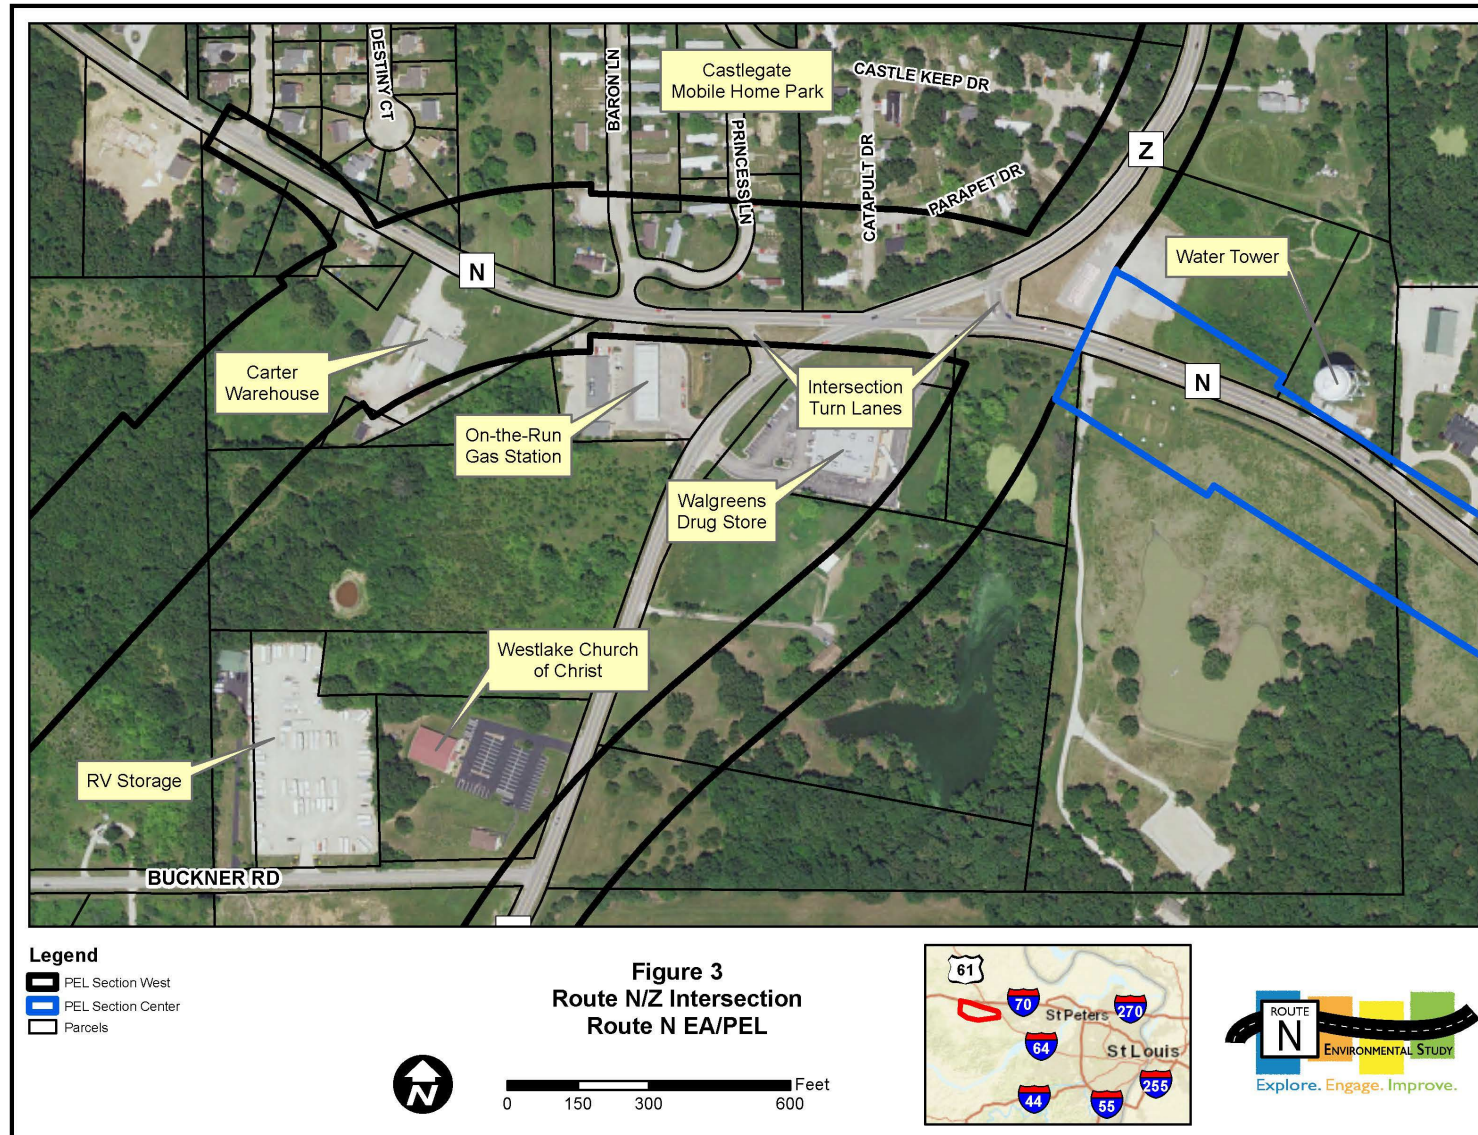 DESTINY CT
BARON LN
Castlegate
Mobile Home Park
PRINCESS LN
CASTLE KEEP DR
CATAPULT DR
PARAPET DR
Z
N
Water Tower
Carter
Warehouse
On-the-Run
Gas Station
Intersection
Turn Lanes
N
Walgreens
Drug Store
Westlake Church
of Christ
RV Storage
BUCKNER RD
Legend
PEL Section West
PEL Section Center
Parcels
Figure 3
Route N/Z Intersection
Route N EA/PEL
N
Feet
0 150 300 600
61
70
St Peters
270
64
St Louis
255
44
55
ROUTE
N
ENVIRONMENTAL STUDY
Explore. Engage. Improve.